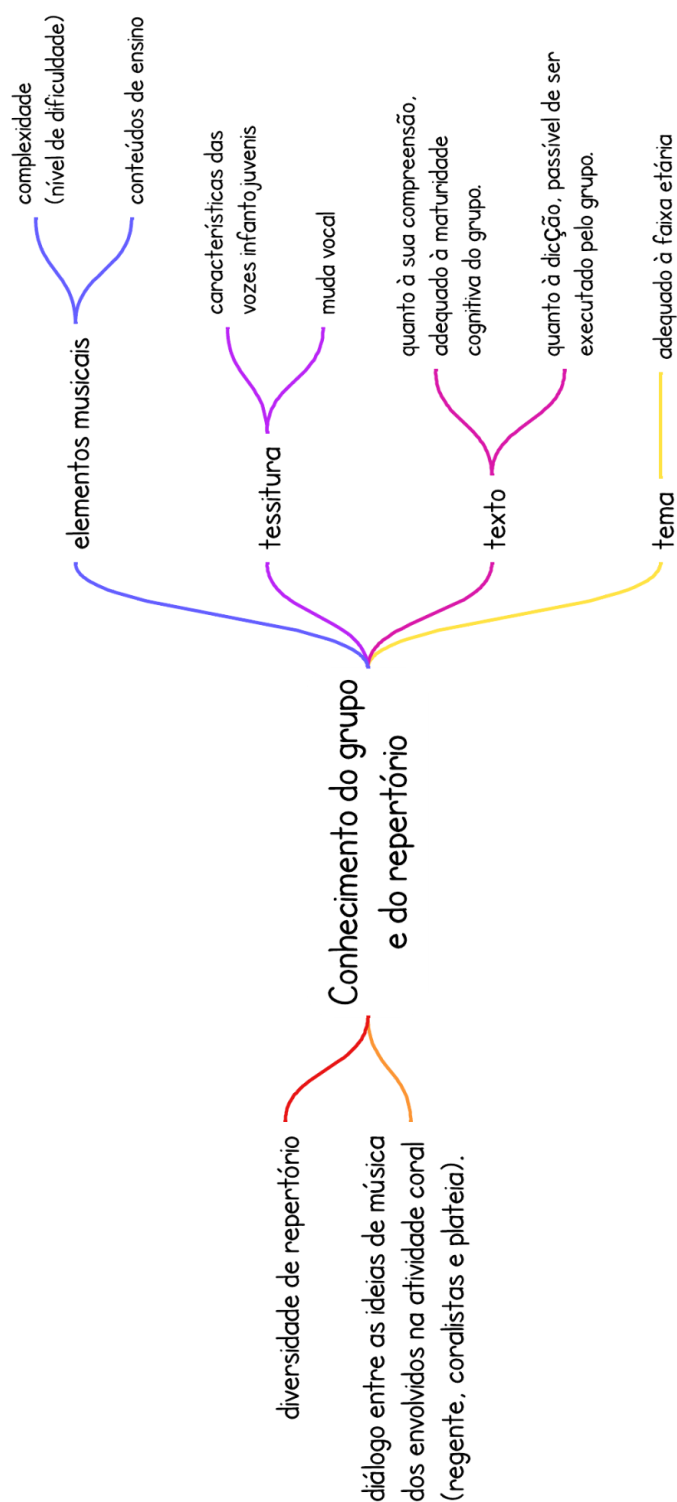 complexidade
(nível de dificuldade)
conteúdos de ensino
elementos musicais
características das
vozes infantojuvenis
muda vocal
tessitura
quanto à sua compreensão,
adequado à maturidade
cognitiva do grupo.
quanto à dicção, passível de ser
executado pelo grupo.
texto
adequado à faixa etária
tema
Conhecimento do grupo
e do repertório
diversidade de repertório
diálogo entre as ideias de música
dos envolvidos na atividade coral
(regente, coralistas e plateia).